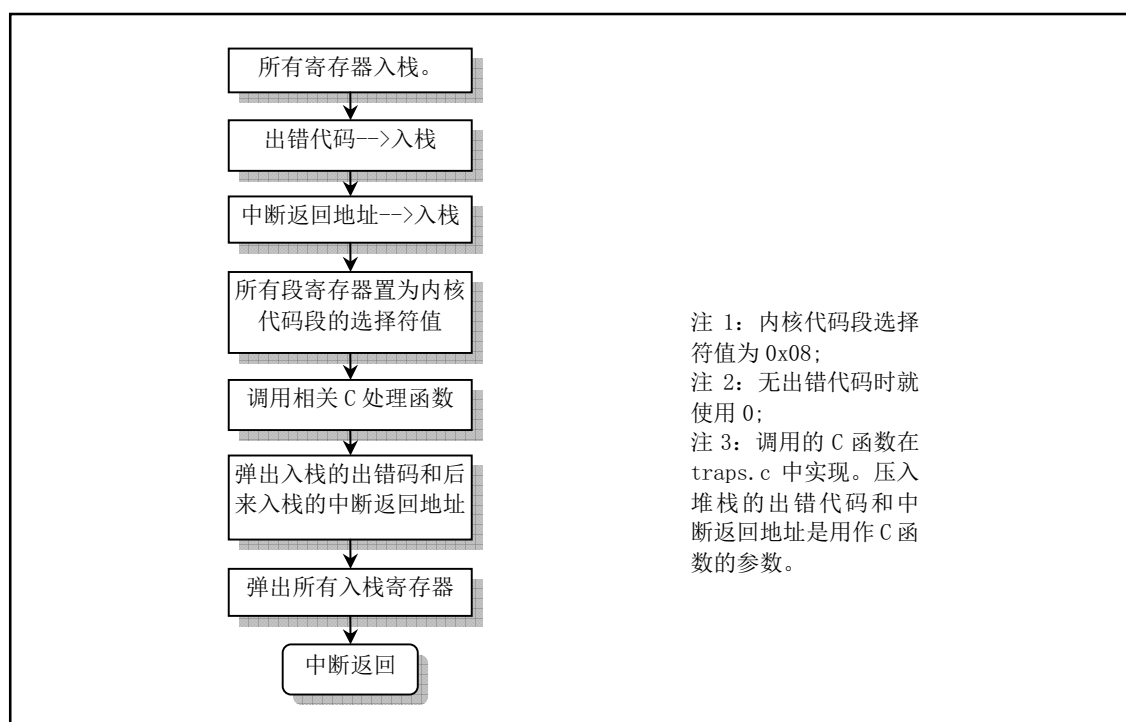 所有寄存器入栈。
出错代码-->入栈
中断返回地址-->入栈
所有段寄存器置为内核
代码段的选择符值
调用相关 C 处理函数
弹出入栈的出错码和后
来入栈的中断返回地址
弹出所有入栈寄存器
中断返回
注 1：内核代码段选择
符值为 0x08;
注 2：无出错代码时就
使用 0;
注 3：调用的 C 函数在
traps.c 中实现。压入
堆栈的出错代码和中
断返回地址是用作 C 函
数的参数。